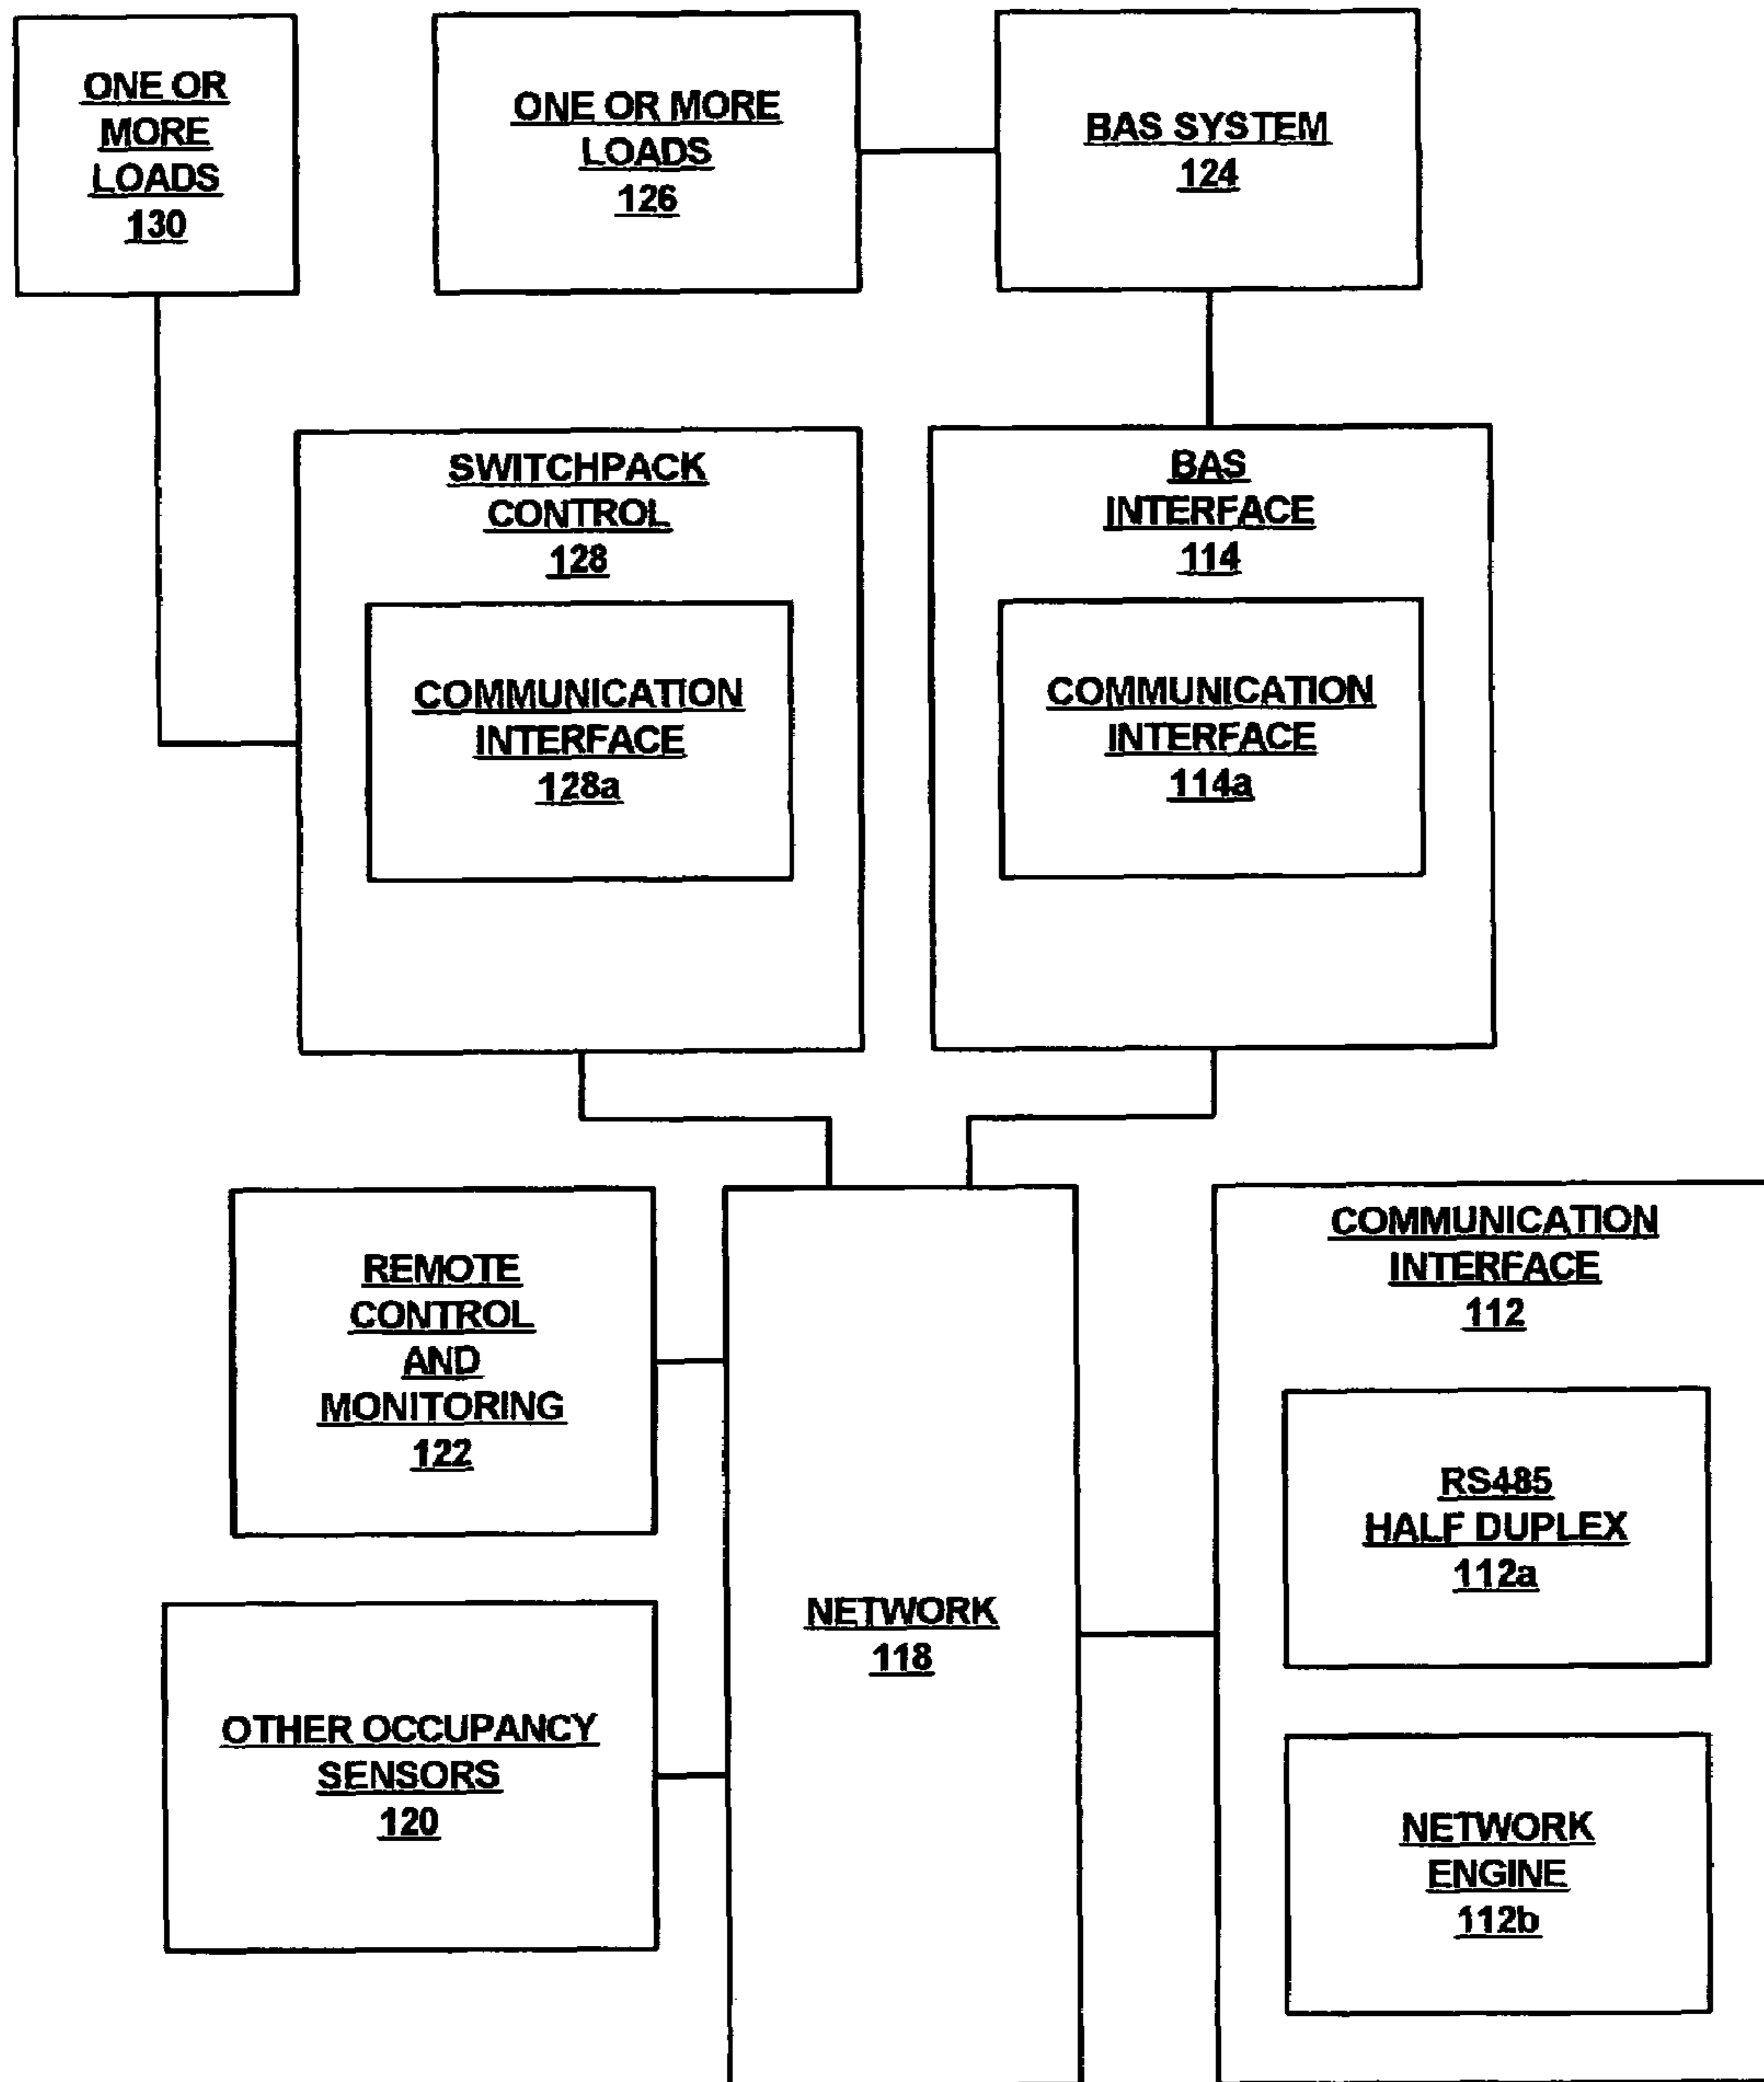 ONE OR
MORE
LOADS
130
ONE OR MORE
LOADS
126
BAS SYSTEM
124
SWITCHPACK
CONTROL
128
COMMUNICATION
INTERFACE
128a
BAS
INTERFACE
114
COMMUNICATION
INTERFACE
114a
REMOTE
CONTROL
AND
MONITORING
122
OTHER OCCUPANCY
SENSORS
120
NETWORK
118
COMMUNICATION
INTERFACE
112
RS485
HALF DUPLEX
112a
NETWORK
ENGINE
112b